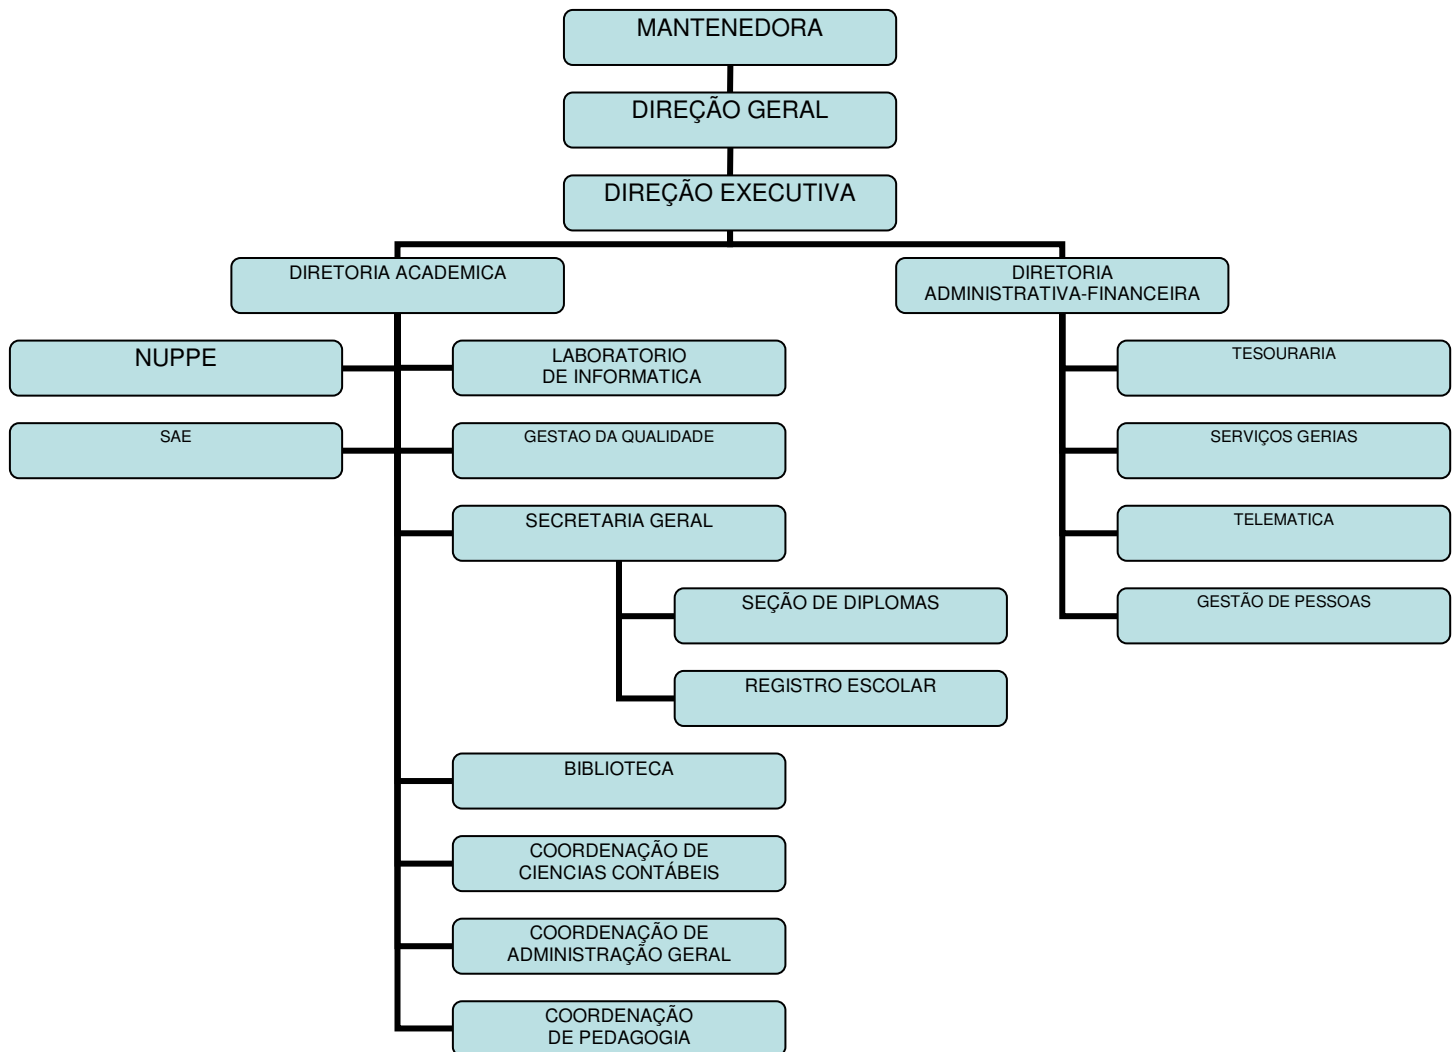 MANTENEDORA
DIREÇÃO GERAL
DIREÇÃO EXECUTIVA
DIRETORIA ACADEMICA
DIRETORIA
ADMINISTRATIVA-FINANCEIRA
NUPPE
LABORATORIO
DE INFORMATICA
TESOURARIA
SAE
GESTAO DA QUALIDADE
SERVIÇOS GERIAS
SECRETARIA GERAL
TELEMATICA
SEÇÃO DE DIPLOMAS
GESTÃO DE PESSOAS
REGISTRO ESCOLAR
BIBLIOTECA
COORDENAÇÃO DE
CIENCIAS CONTÁBEIS
COORDENAÇÃO DE
ADMINISTRAÇÃO GERAL
COORDENAÇÃO
DE PEDAGOGIA